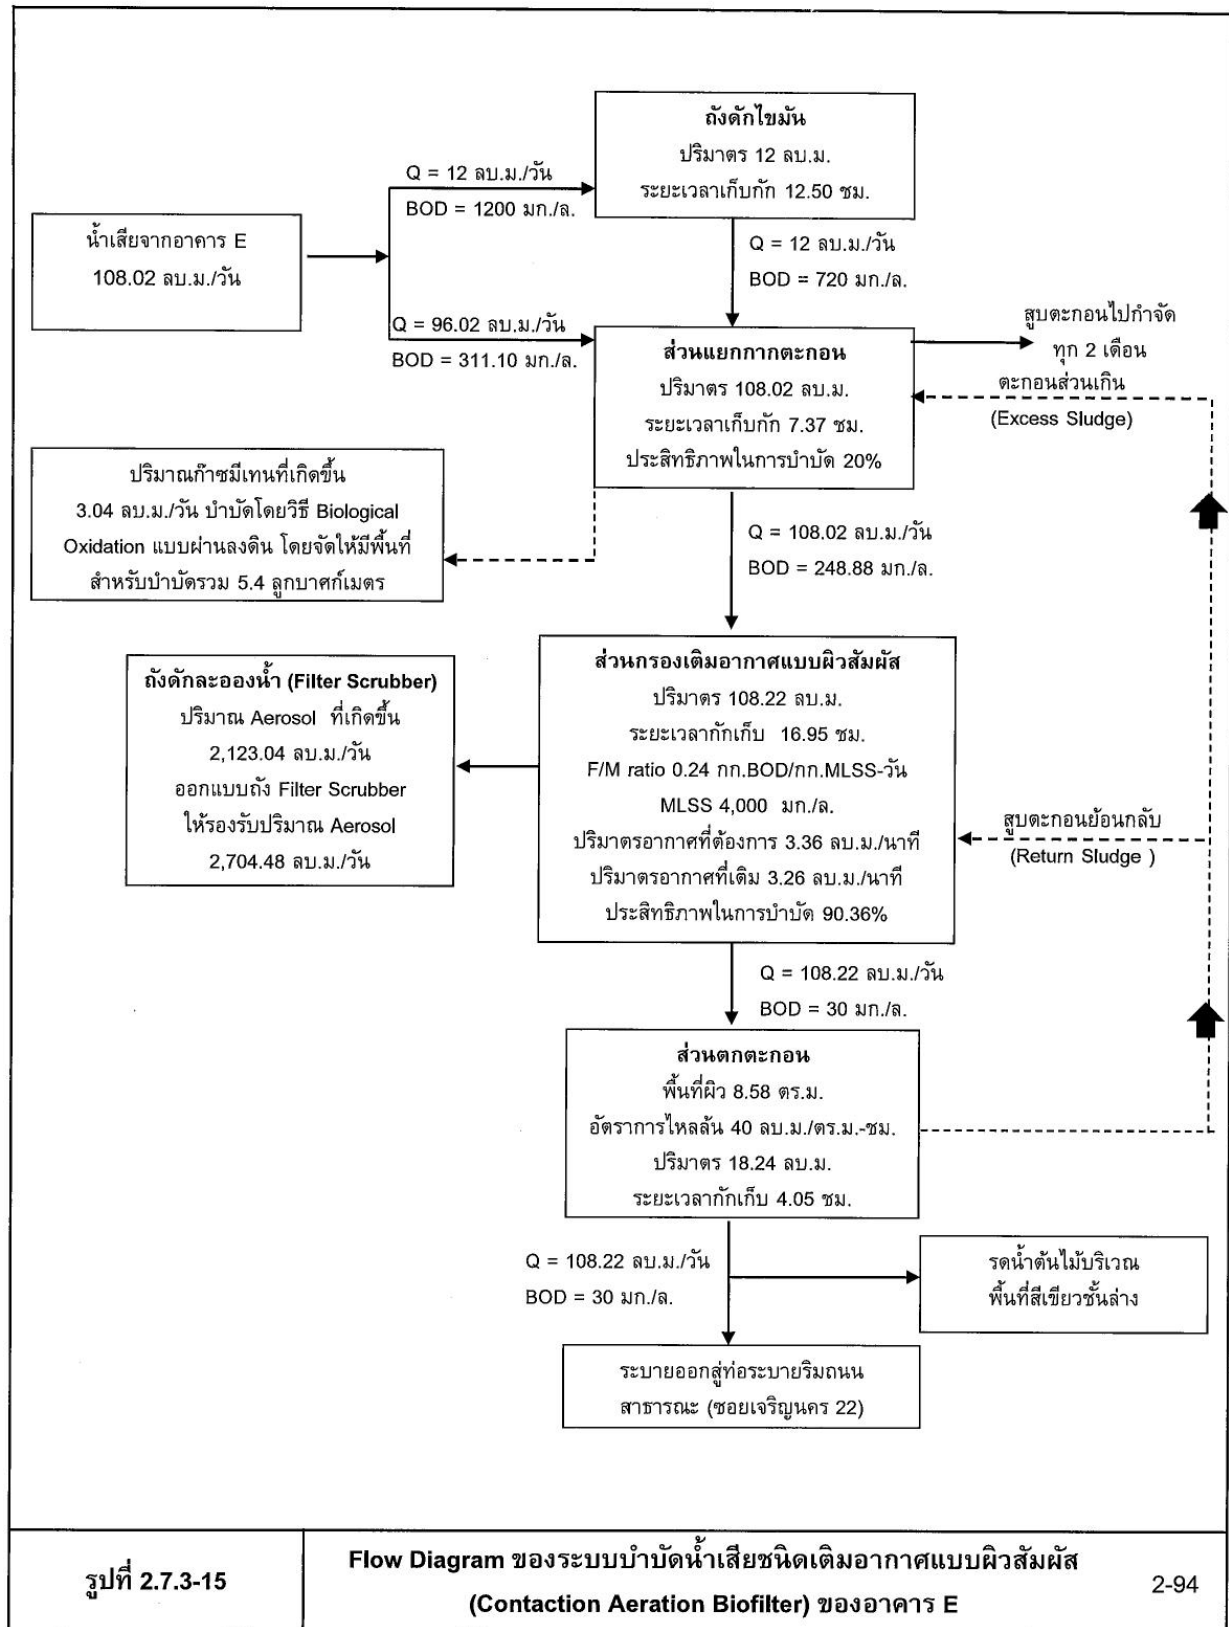 ถังดักไขมัน
ปริมาตร 12 ลบ.ม.
ระยะเวลาเก็บกัก 12.50 ชม.
Q = 12 ลบ.ม./วัน
BOD = 1200 มก./ล.
น้ำเสียจากอาคาร E
108.02 ลบ.ม./วัน
Q = 12 ลบ.ม./วัน
BOD = 720 มก./ล.
Q = 96.02 ลบ.ม./วัน
BOD = 311.10 มก./ล.
ส่วนแยกกากตะกอน
ปริมาตร 108.02 ลบ.ม.
ระยะเวลาเก็บกัก 7.37 ชม.
ประสิทธิภาพในการบำบัด 20%
สูบตะกอนไปกำจัด
ทุก 2 เดือน
ตะกอนส่วนเกิน
(Excess Sludge)
ปริมาณก๊าซมีเทนที่เกิดขึ้น
3.04 ลบ.ม./วัน บำบัดโดยวิธี Biological
Oxidation แบบผ่านลงดิน โดยจัดให้มีพื้นที่
สำหรับบำบัดรวม 5.4 ลูกบาศก์เมตร
Q = 108.02 ลบ.ม./วัน
BOD = 248.88 มก./ล.
ส่วนกรองเติมอากาศแบบผิวสัมผัส
ปริมาตร 108.22 ลบ.ม.
ระยะเวลากักเก็บ 16.95 ชม.
F/M ratio 0.24 กก.BOD/กก.MLSS-วัน
MLSS 4,000 มก./ล.
ปริมาตรอากาศที่ต้องการ 3.36 ลบ.ม./นาที
ปริมาตรอากาศที่เติม 3.26 ลบ.ม./นาที
ประสิทธิภาพในการบำบัด 90.36%
ถังดักละอองน้ำ (Filter Scrubber)
ปริมาณ Aerosol ที่เกิดขึ้น
2,123.04 ลบ.ม./วัน
ออกแบบถัง Filter Scrubber
ให้รองรับปริมาณ Aerosol
2,704.48 ลบ.ม./วัน
สูบตะกอนย้อนกลับ
(Return Sludge )
Q = 108.22 ลบ.ม./วัน
BOD = 30 มก./ล.
ส่วนตกตะกอน
พื้นที่ผิว 8.58 ตร.ม.
อัตราการไหลล้น 40 ลบ.ม./ตร.ม.-ชม.
ปริมาตร 18.24 ลบ.ม.
ระยะเวลากักเก็บ 4.05 ชม.
Q = 108.22 ลบ.ม./วัน
BOD = 30 มก./ล.
รดน้ำต้นไม้บริเวณ
พื้นที่สีเขียวชั้นล่าง
ระบายออกสู่ท่อระบายริมถนน
สาธารณะ (ซอยเจริญนคร 22)
รูปที่ 2.7.3-15
Flow Diagram ของระบบบำบัดน้ำเสียชนิดเติมอากาศแบบผิวสัมผัส
(Contaction Aeration Biofilter) ของอาคาร E
2-94